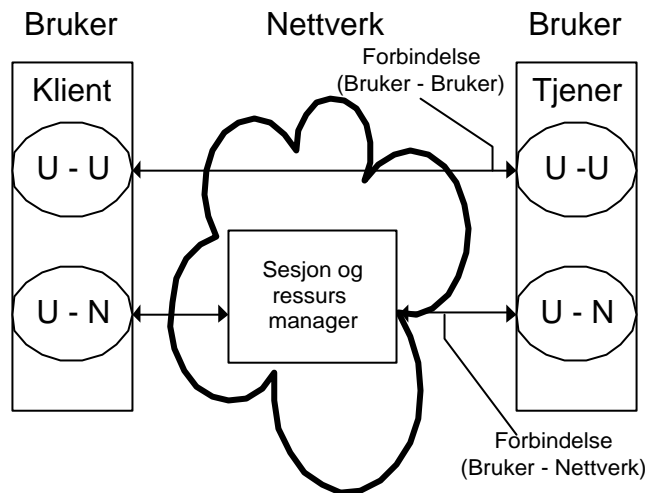 Bruker
Nettverk
Bruker
Forbindelse
(Bruker - Bruker)
Klient
Tjener
U - U
U -U
Sesjon og
ressurs
manager
U - N
U - N
Forbindelse
(Bruker - Nettverk)